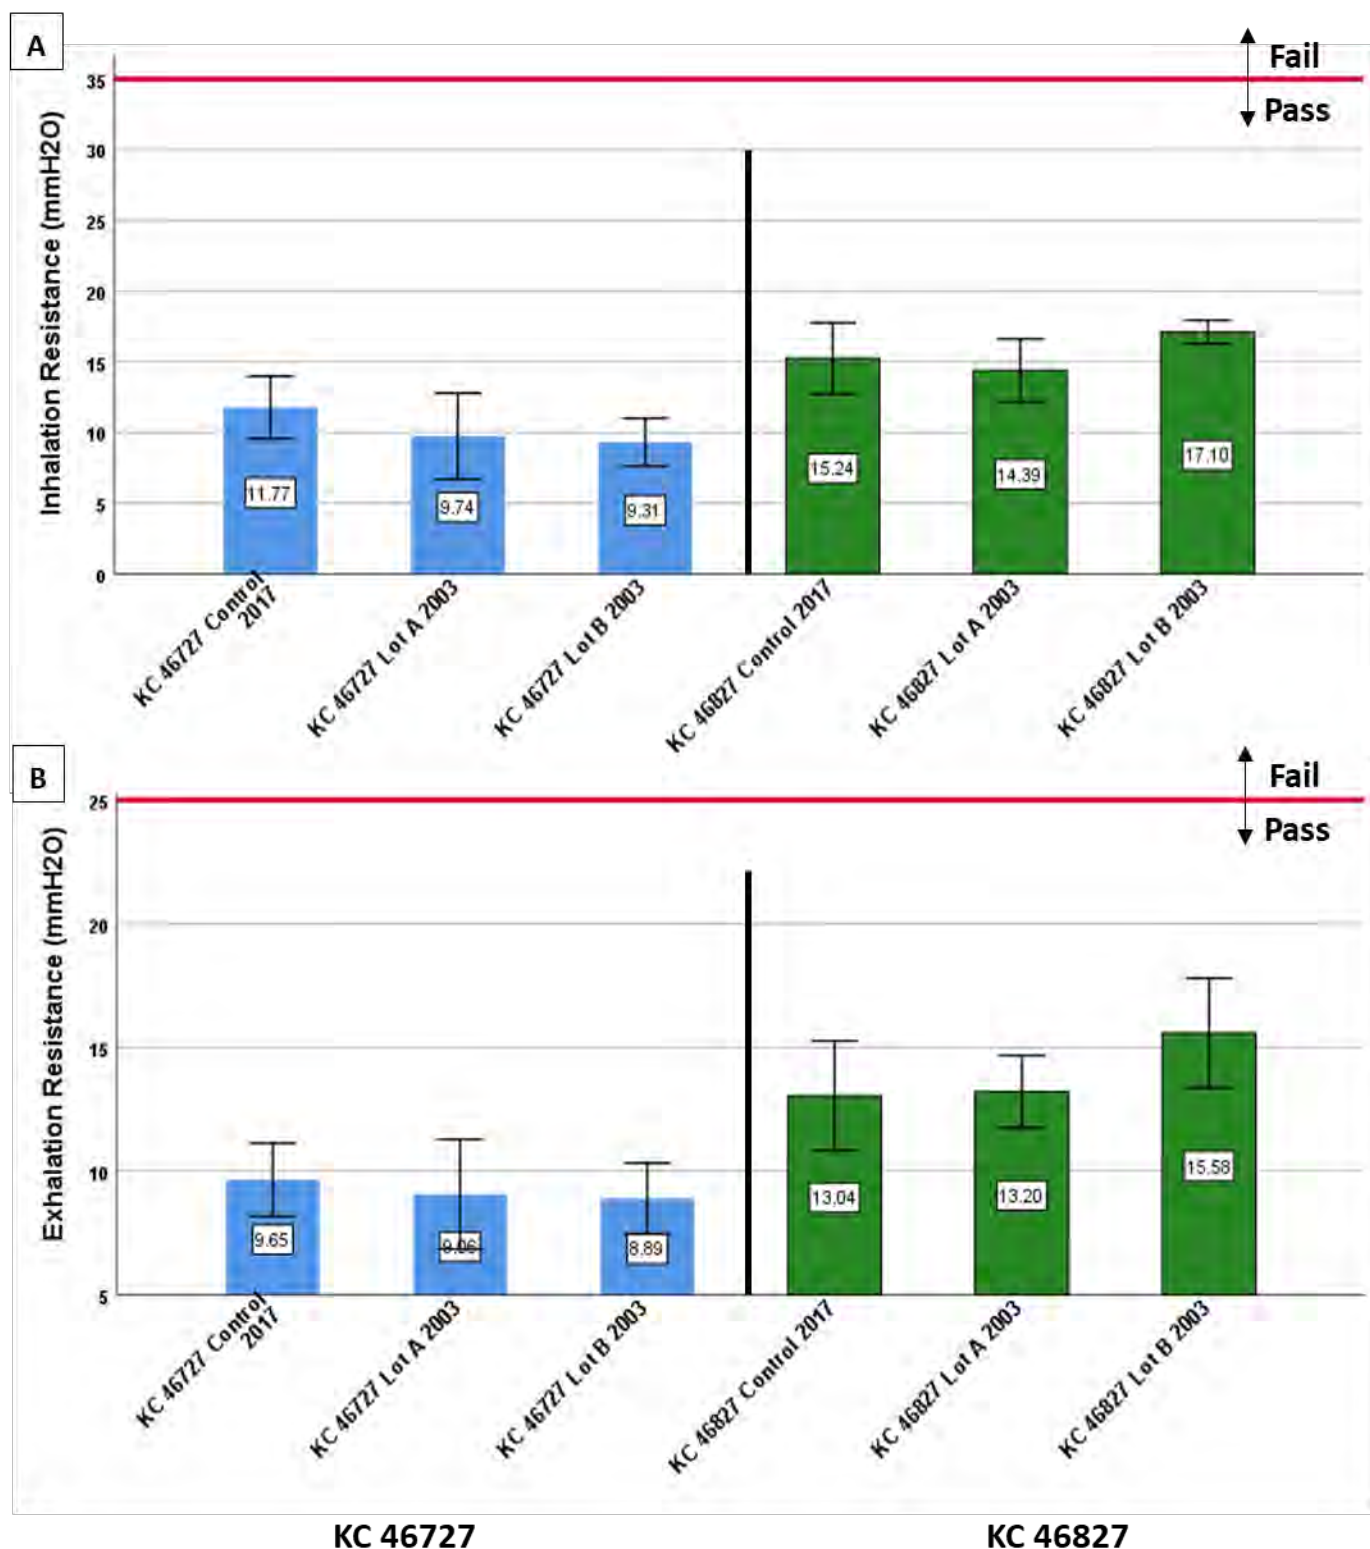 A
Fail
Pass
Inhalation Resistance (mmH2O)
35
30
25
20
15
10
5
0
11.77
9.74
9.31
15.24
14.39
17.10
KC 46727 Control
2017
KC 46727 Lot A 2003
KC 46727 Lot B 2003
KC 46827 Control 2017
KC 46827 Lot A 2003
KC 46827 Lot B 2003
B
Fail
Pass
Exhalation Resistance (mmH2O)
25
20
15
10
5
9.65
9.06
8.89
13.04
13.20
15.58
KC 46727 Control
2017
KC 46727 Lot A 2003
KC 46727 Lot B 2003
KC 46827 Control 2017
KC 46827 Lot A 2003
KC 46827 Lot B 2003
KC 46727
KC 46827